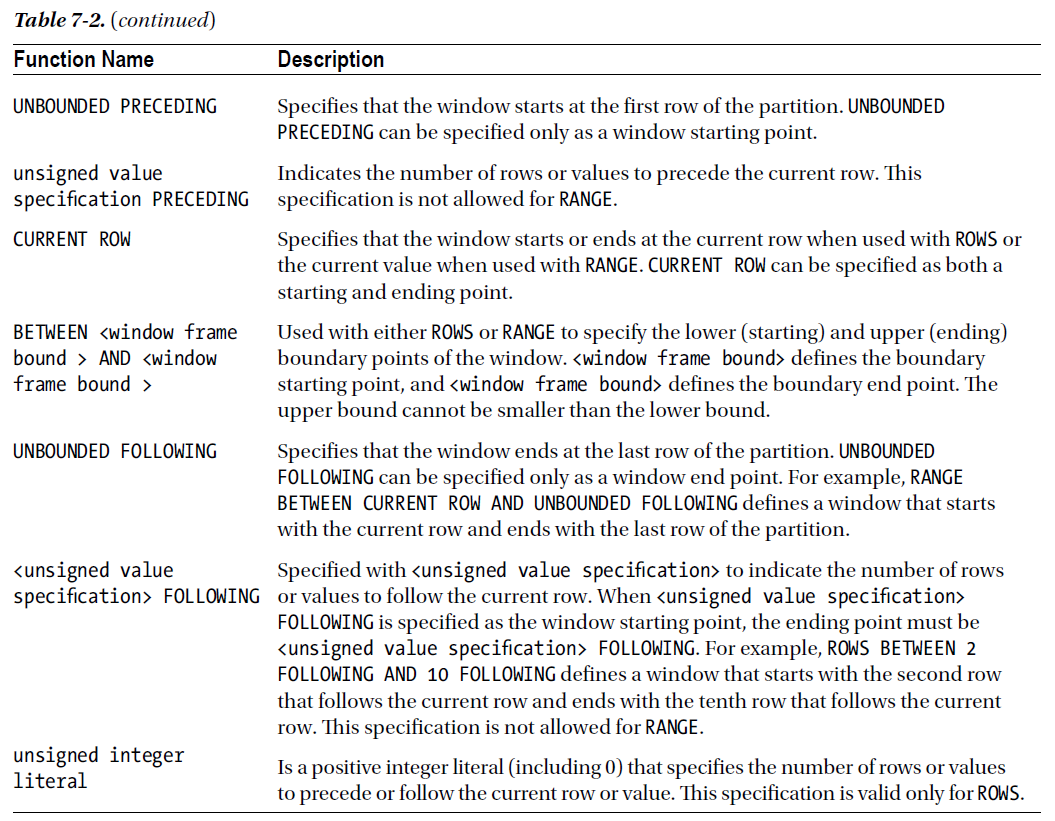 Table 7-2. (continued)
Function Name Description
UNBOUNDED PRECEDING Specifies that the window starts at the first row of the partition. UNBOUNDED
PRECEDING can be specified only as a window starting point.
unsigned value Indicates the number of rows or values to precede the current row. This
specification PRECEDING specification is not allowed for RANGE.
CURRENT ROW Specifies that the window starts or ends at the current row when used with ROWS or
the current value when used with RANGE. CURRENT ROW can be specified as both a
starting and ending point.
BETWEEN <window frame Used with either ROWS or RANGE to specify the lower (starting) and upper (ending)
bound > AND <window boundary points of the window. <window frame bound> defines the boundary
frame bound > starting point, and <window frame bound> defines the boundary end point. The
upper bound cannot be smaller than the lower bound.
UNBOUNDED FOLLOWING Specifies that the window ends at the last row of the partition. UNBOUNDED
FOLLOWING can be specified only as a window end point. For example, RANGE
BETWEEN CURRENT ROW AND UNBOUNDED FOLLOWING defines a window that starts
with the current row and ends with the last row of the partition.
<unsigned value Specified with <unsigned value specification> to indicate the number of rows
specification> FOLLOWING or values to follow the current row. When <unsigned value specification>
FOLLOWING is specified as the window starting point, the ending point must be
<unsigned value specification> FOLLOWING. For example, ROWS BETWEEN 2
FOLLOWING AND 10 FOLLOWING defines a window that starts with the second row
that follows the current row and ends with the tenth row that follows the current
row. This specification is not allowed for RANGE.
unsigned integer
literal
Is a positive integer literal (including 0) that specifies the number of rows or values
to precede or follow the current row or value. This specification is valid only for ROWS.